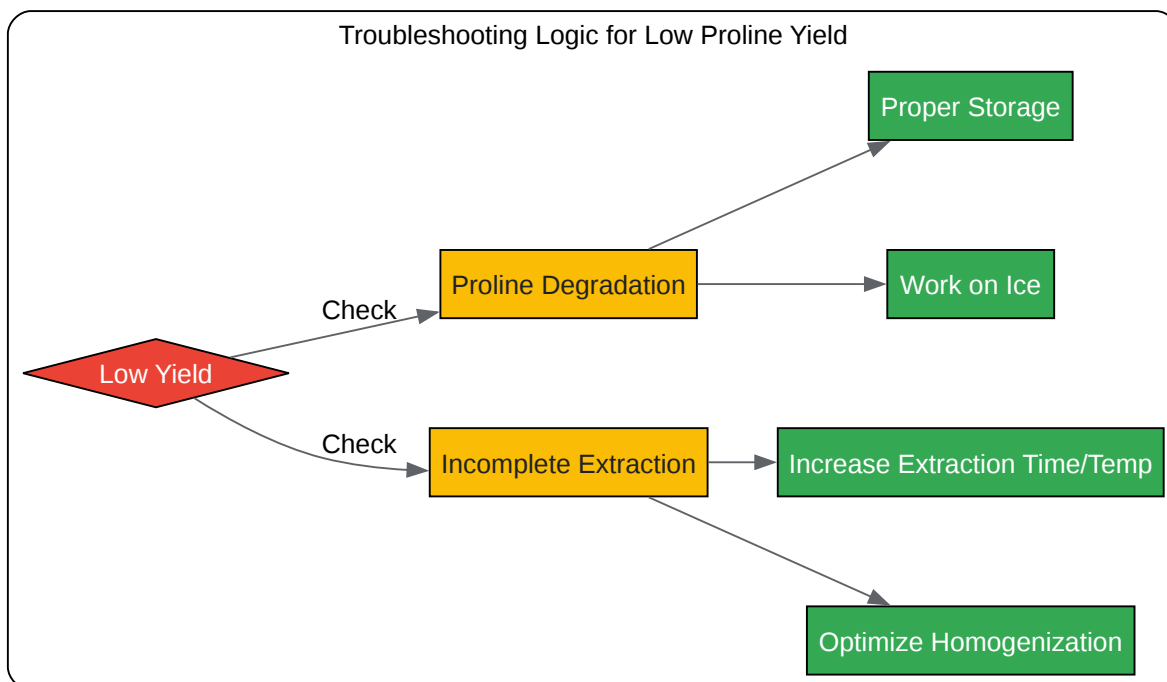 Troubleshooting Logic for Low Proline Yield
Proper Storage
Proline Degradation
Work on Ice
Check
Low Yield
Check
Incomplete Extraction
Increase Extraction Time/Temp
Optimize Homogenization